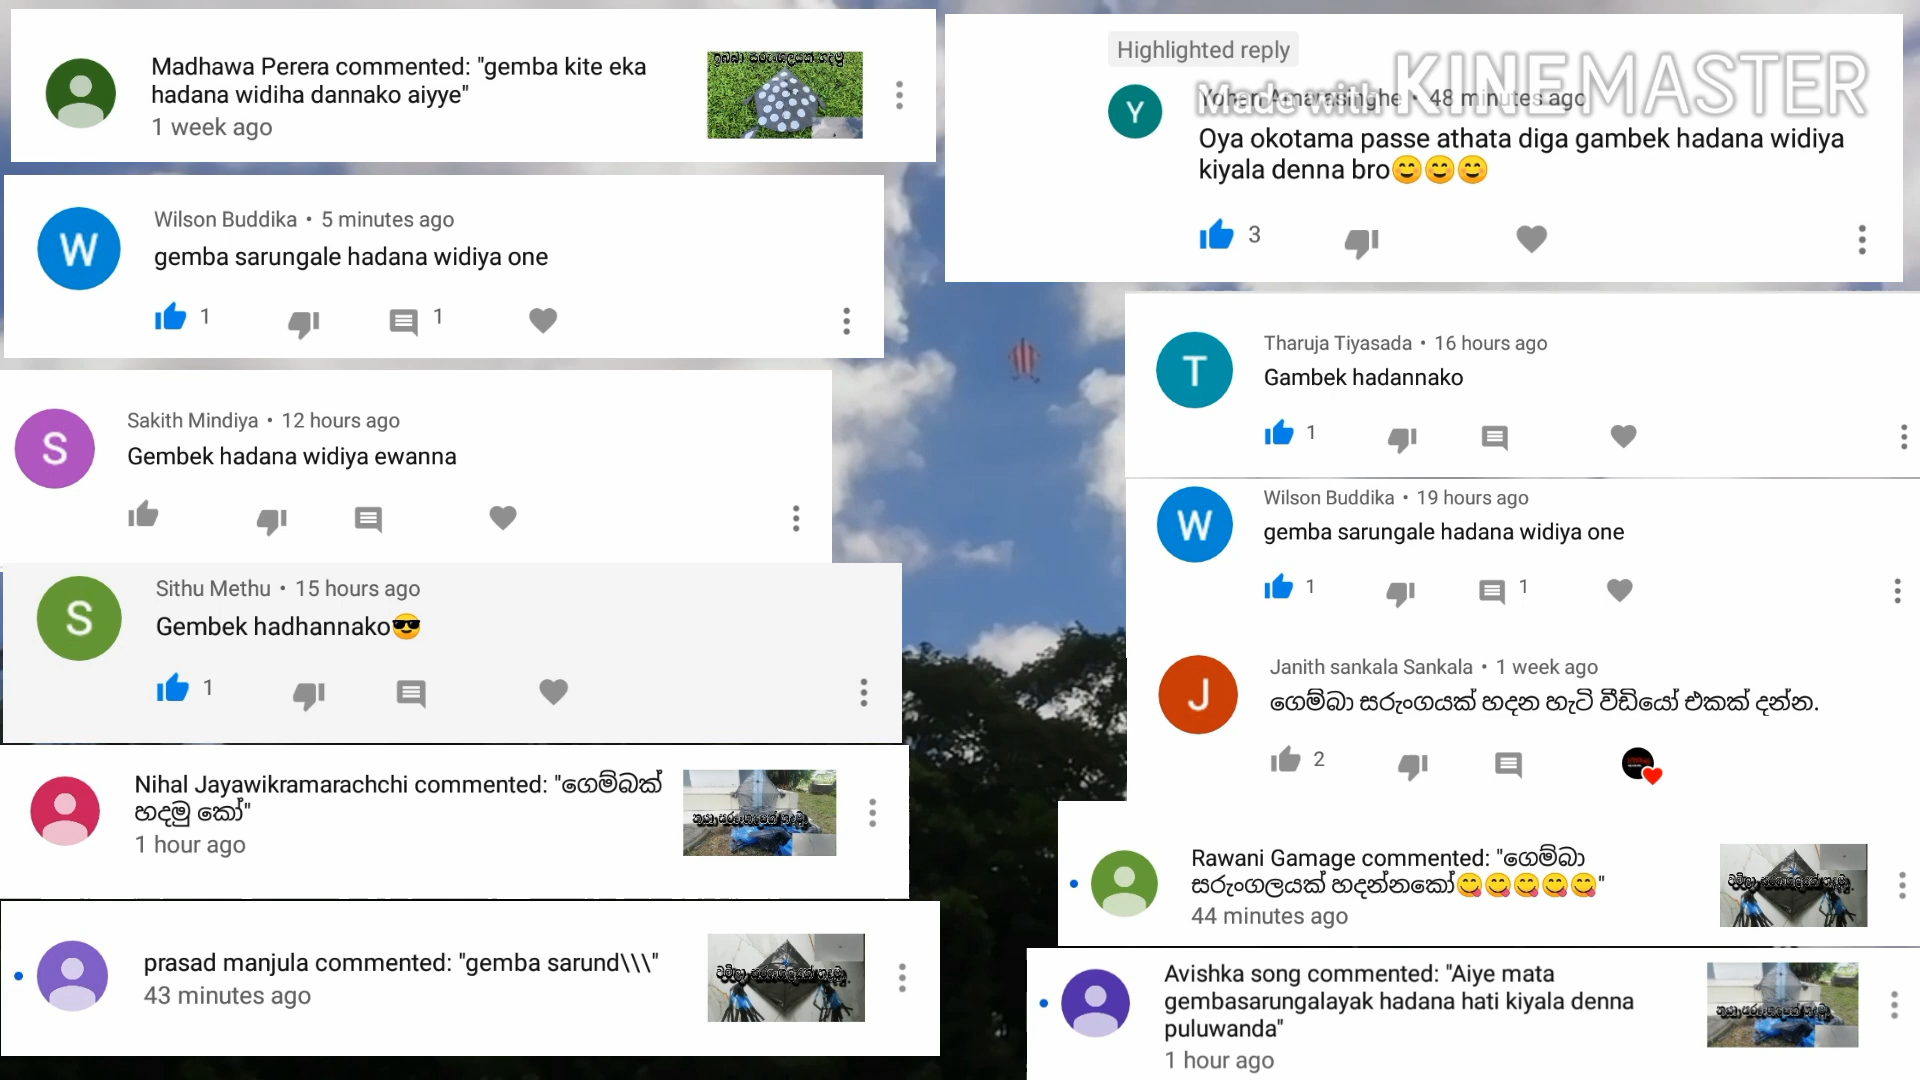 Madhawa Perera commented: "gemba kite eka
hadana widiha dannako aiyye"
1 week ago
Wilson Buddika • 5 minutes ago
gemba sarungale hadana widiya one
1
1
Sakith Mindiya • 12 hours ago
Gembek hadana widiya ewanna
Sithu Methu • 15 hours ago
Gembek hadhannako😎
1
Nihal Jayawikramarachchi commented: "ගෙම්බක්
හදමු කෝ"
1 hour ago
prasad manjula commented: "gemba sarund\\\"
43 minutes ago
Highlighted reply
Made with KINEMASTER
Yohan Amarasinghe • 48 minutes ago
Oya okotama passe athata diga gambek hadana widiya
kiyala denna bro😊😊😊
3
Tharuja Tiyasada • 16 hours ago
Gambek hadannako
1
Wilson Buddika • 19 hours ago
gemba sarungale hadana widiya one
1
1
Janith sankala Sankala • 1 week ago
ගෙම්බා සරුංගයක් හදන හැටි වීඩියෝ එකක් දන්න.
2
Rawani Gamage commented: "ගෙම්බා
සරුංගලයක් හදන්නකෝ😋😋😋😋😋"
44 minutes ago
Avishka song commented: "Aiye mata
gembasarungalayak hadana hati kiyala denna
puluwanda"
1 hour ago
W
S
S
Y
T
W
J